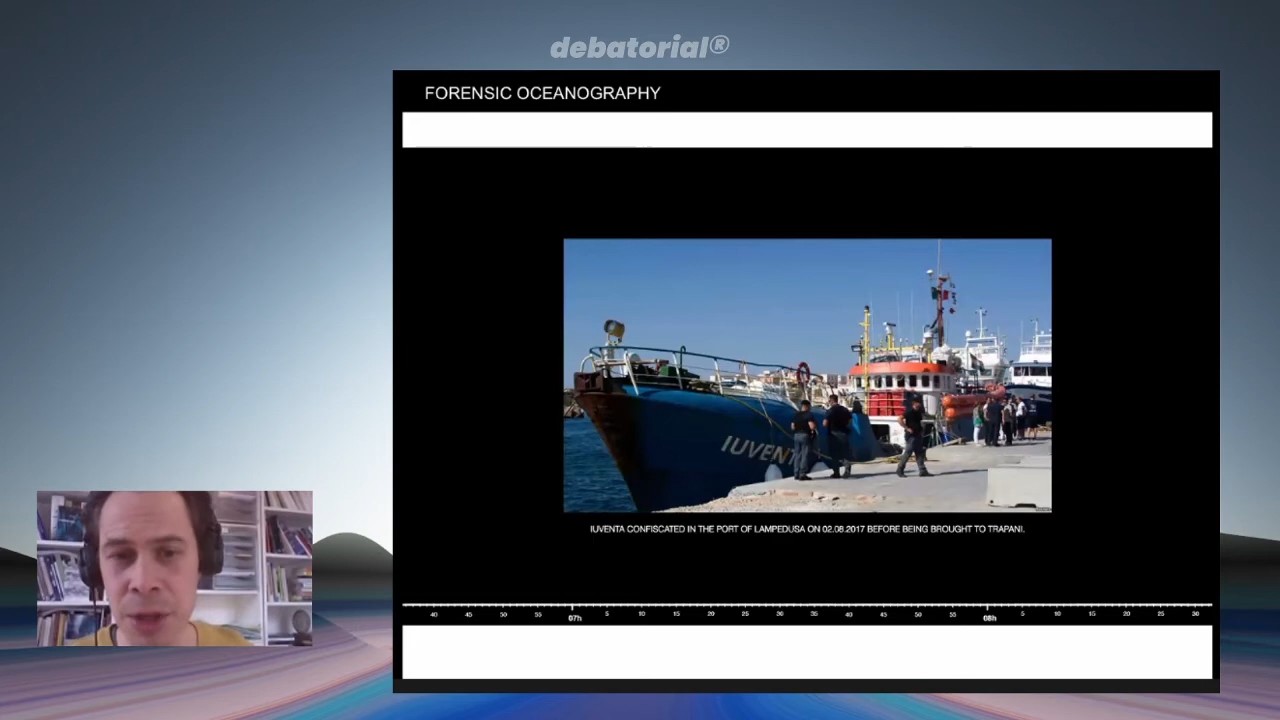 debatorial®
FORENSIC OCEANOGRAPHY
IUVENTA
IUVENTA CONFISCATED IN THE PORT OF LAMPEDUSA ON 02.08.2017 BEFORE BEING BROUGHT TO TRAPANI.
40 45 50 55 5 10 15 20 25 30 35 40 45 50 55 5 10 15 20 25 30
07h 08h